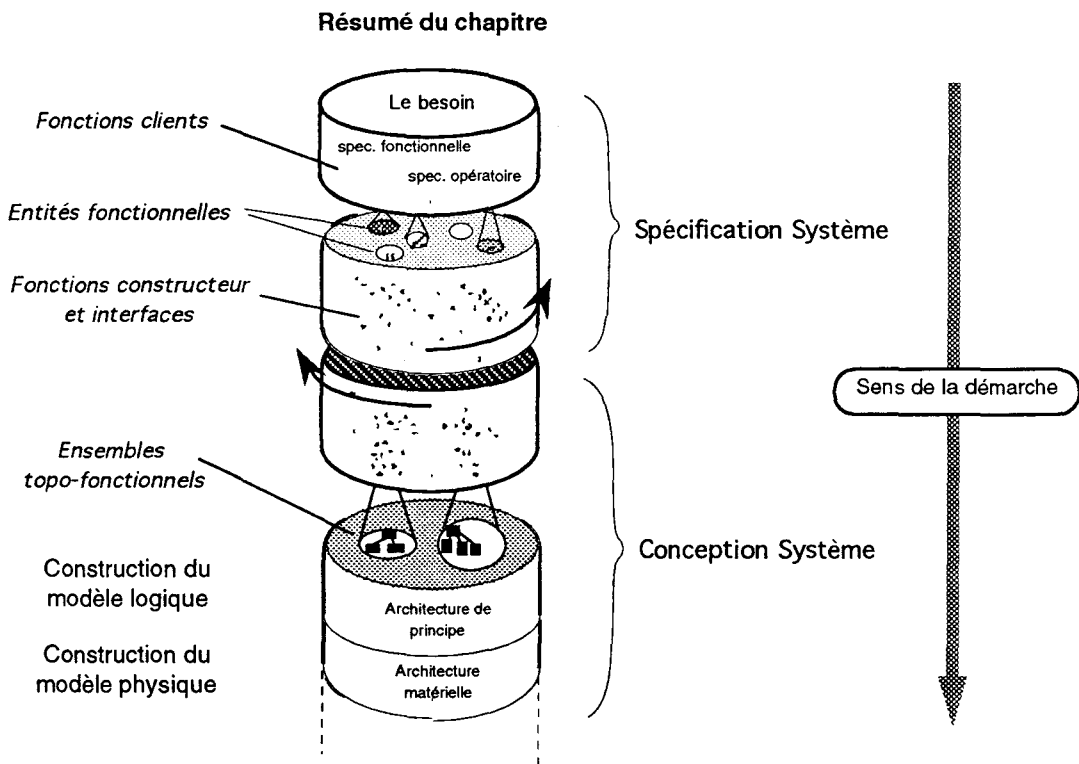 Résumé du chapitre
Le besoin
Fonctions clients
spec. fonctionnelle
spec. opératoire
Entités fonctionnelles
Spécification Système
Fonctions constructeur
et interfaces
Sens de la démarche
Ensembles
topo-fonctionnels
Conception Système
Construction du
modèle logique
Architecture de
principe
Construction du
modèle physique
Architecture
matérielle